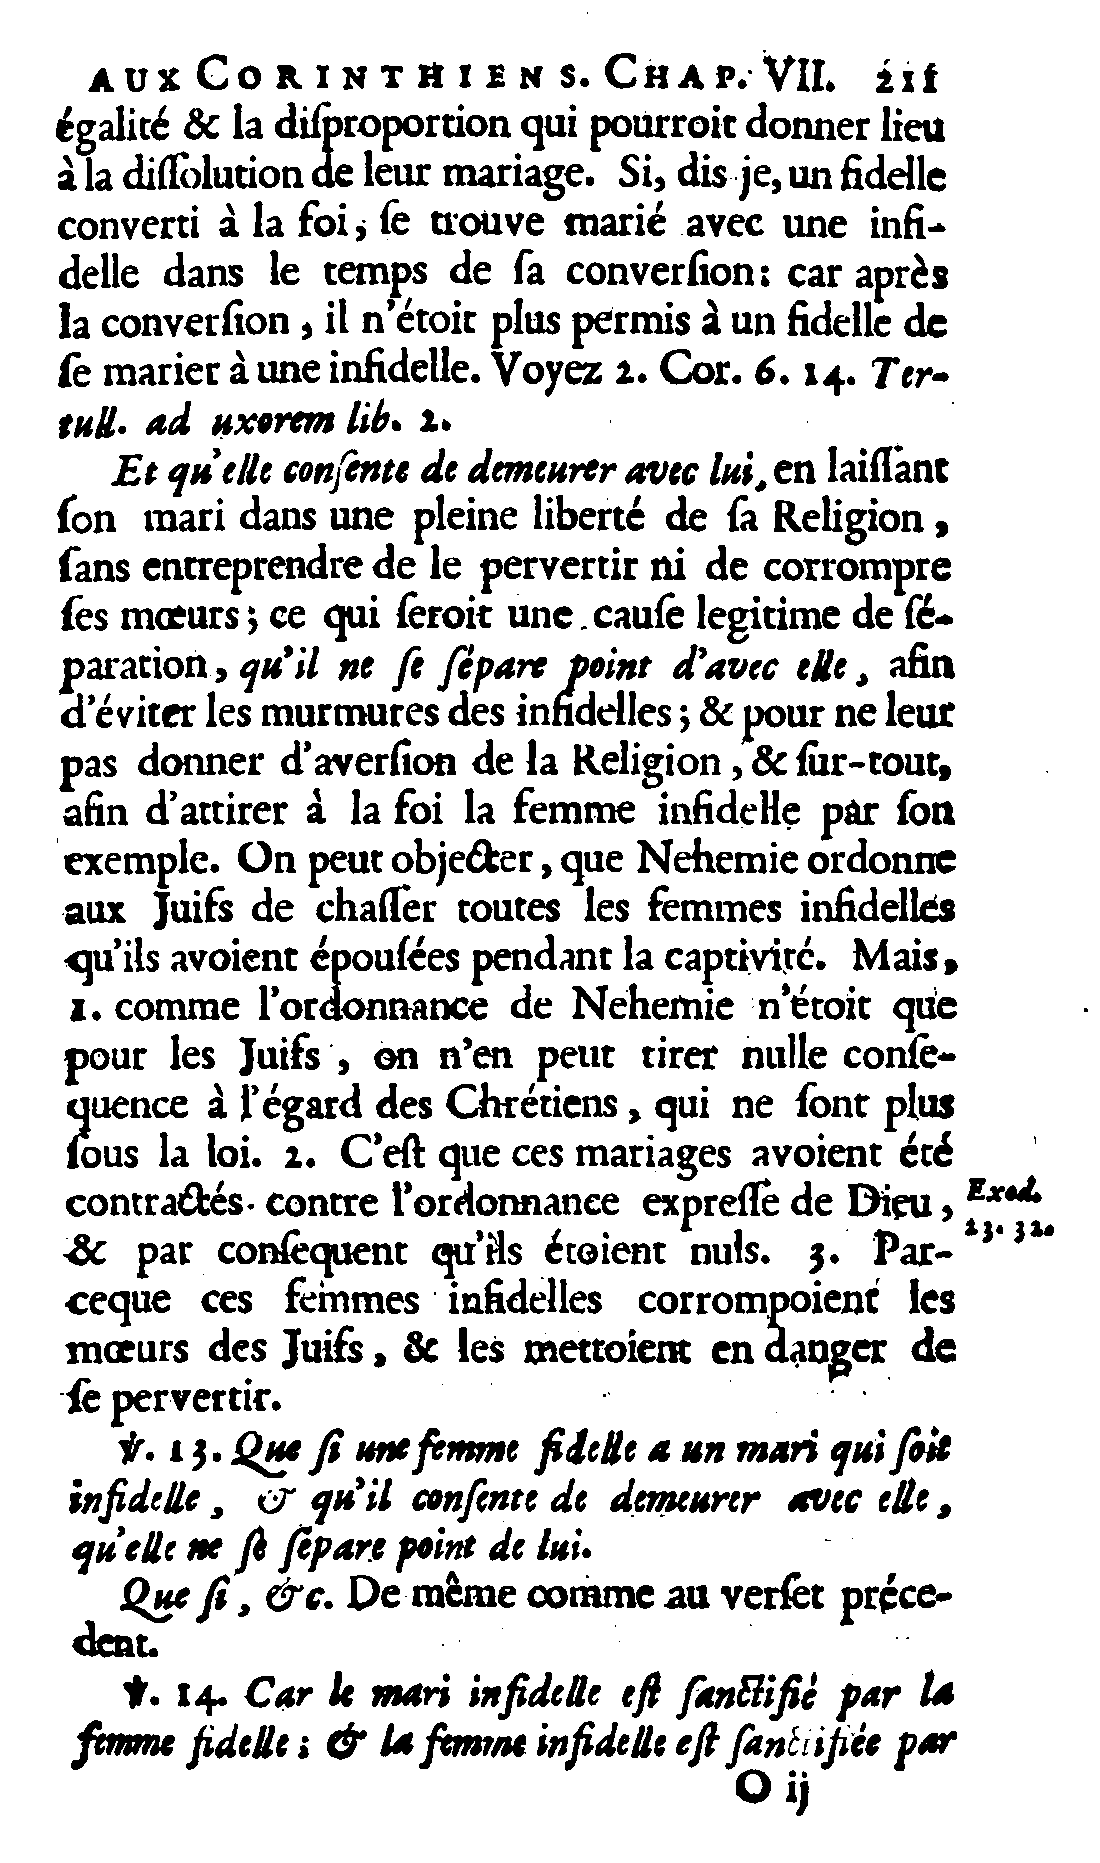 AUX CORINTHIENS. CHAP. VII. 211
égalité & la diſproportion qui pourroit donner lieu
à la diſſolution de leur mariage. Si, dis-je, un fidelle
converti à la foi, ſe trouve marié avec une infi-
delle dans le temps de ſa converſion: car après
la converſion, il n'étoit plus permis à un fidelle de
ſe marier à une infidelle. Voyez 2. Cor. 6. 14. Ter-
tull. ad uxorem lib. 2.
Et qu'elle conſente de demeurer avec lui, en laiſſant
ſon mari dans une pleine liberté de ſa Religion,
ſans entreprendre de le pervertir ni de corrompre
ſes mœurs; ce qui ſeroit une cauſe legitime de ſé-
paration, qu'il ne ſe ſépare point d'avec elle, afin
d'éviter les murmures des infidelles; & pour ne leur
pas donner d'averſion de la Religion, & ſur-tout,
afin d'attirer à la foi la femme infidelle par ſon
exemple. On peut objecter, que Nehemie ordonne
aux Juifs de chaſſer toutes les femmes infidelles
qu'ils avoient épouſées pendant la captivité. Mais,
1. comme l'ordonnance de Nehemie n'étoit que
pour les Juifs, on n'en peut tirer nulle conſe-
quence à l'égard des Chrétiens, qui ne ſont plus
ſous la loi. 2. C'eſt que ces mariages avoient été
contractés contre l'ordonnance expreſſe de Dieu,
Exod.
23. 32.
& par conſequent qu'ils étoient nuls. 3. Par-
ceque ces femmes infidelles corrompoient les
mœurs des Juifs, & les mettoient en danger de
ſe pervertir.
℣. 13. Que ſi une femme fidelle a un mari qui ſoit
infidelle, & qu'il conſente de demeurer avec elle,
qu'elle ne ſe ſépare point de lui.
Que ſi, &c. De même comme au verſet préce-
dent.
℣. 14. Car le mari infidelle eſt ſanctifié par la
femme fidelle; & la femme infidelle eſt ſanctifiée par
O ij